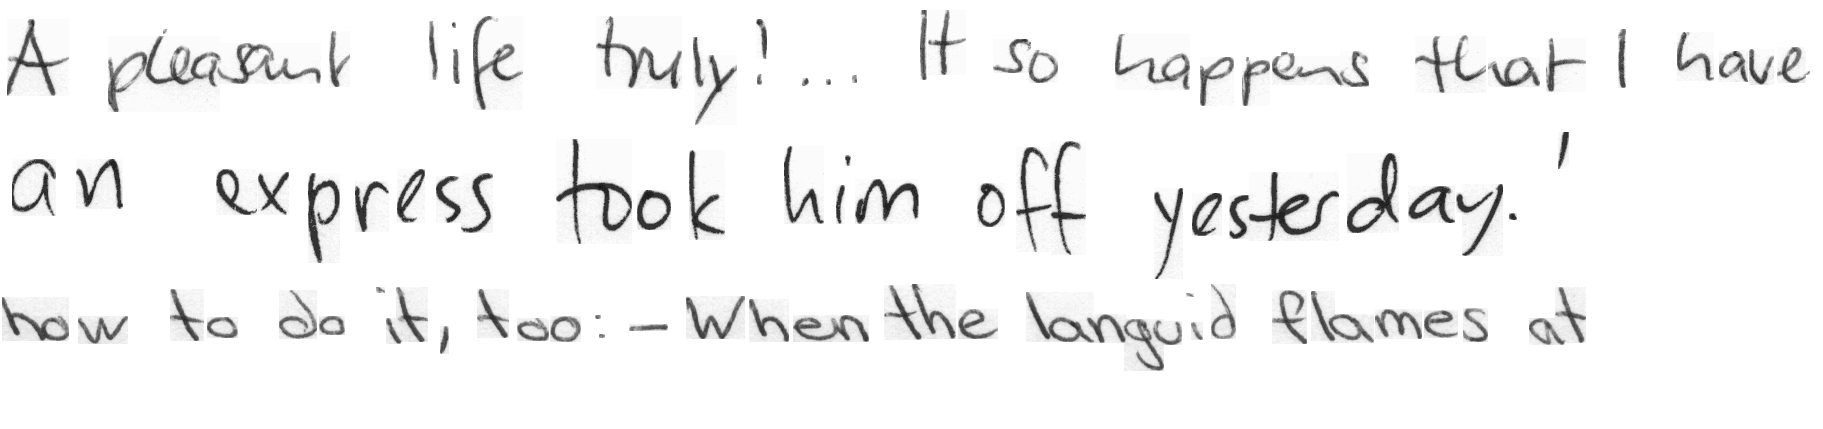 A pleasant life truly!... It so happens that I have
an express took him off yesterday.'
how to do it, too: - When the languid flames at